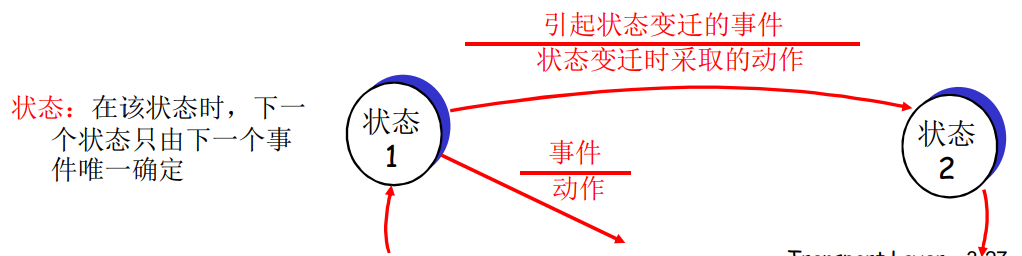 引起状态变迁的事件
状态变迁时采取的动作
状态：在该状态时，下一
个状态只由下一个事
件唯一确定
状态
1
事件
动作
状态
2